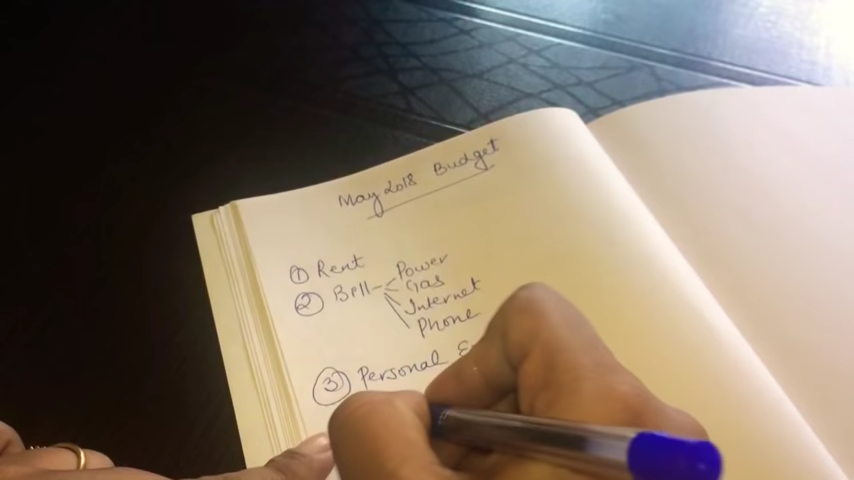 May 2018 Budget
① Rent
② Bill Power
Gas
Internet
Phone
③ Personal